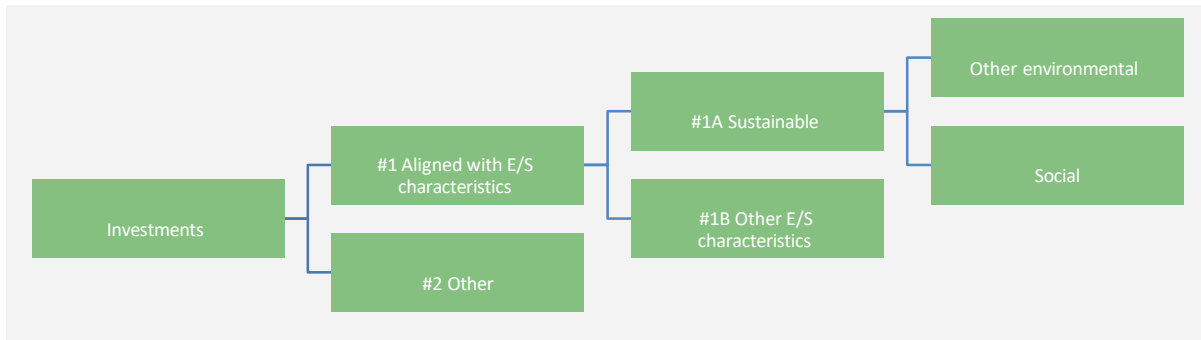 Investments
#1 Aligned with E/S
characteristics
#2 Other
#1A Sustainable
#1B Other E/S
characteristics
Other environmental
Social